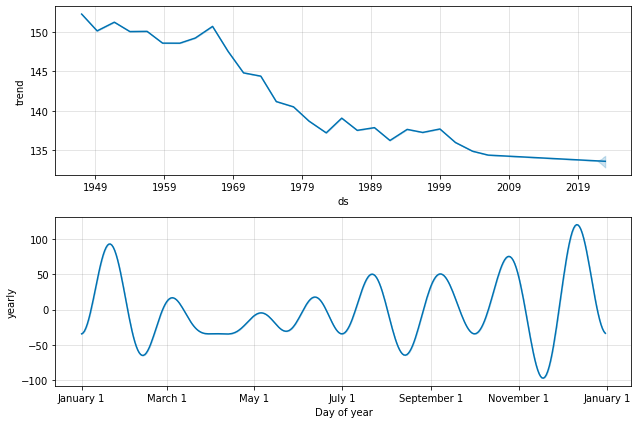 150
145
140
135
trend
1949 1959 1969 1979 1989 1999 2009 2019
ds
100
50
0
−50
−100
yearly
January 1 March 1 May 1 July 1 September 1 November 1 January 1
Day of year